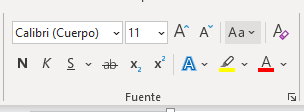 Calibri (Cuerpo) 11 A A Aa A
N K S ab x₂ x² A A
Fuente